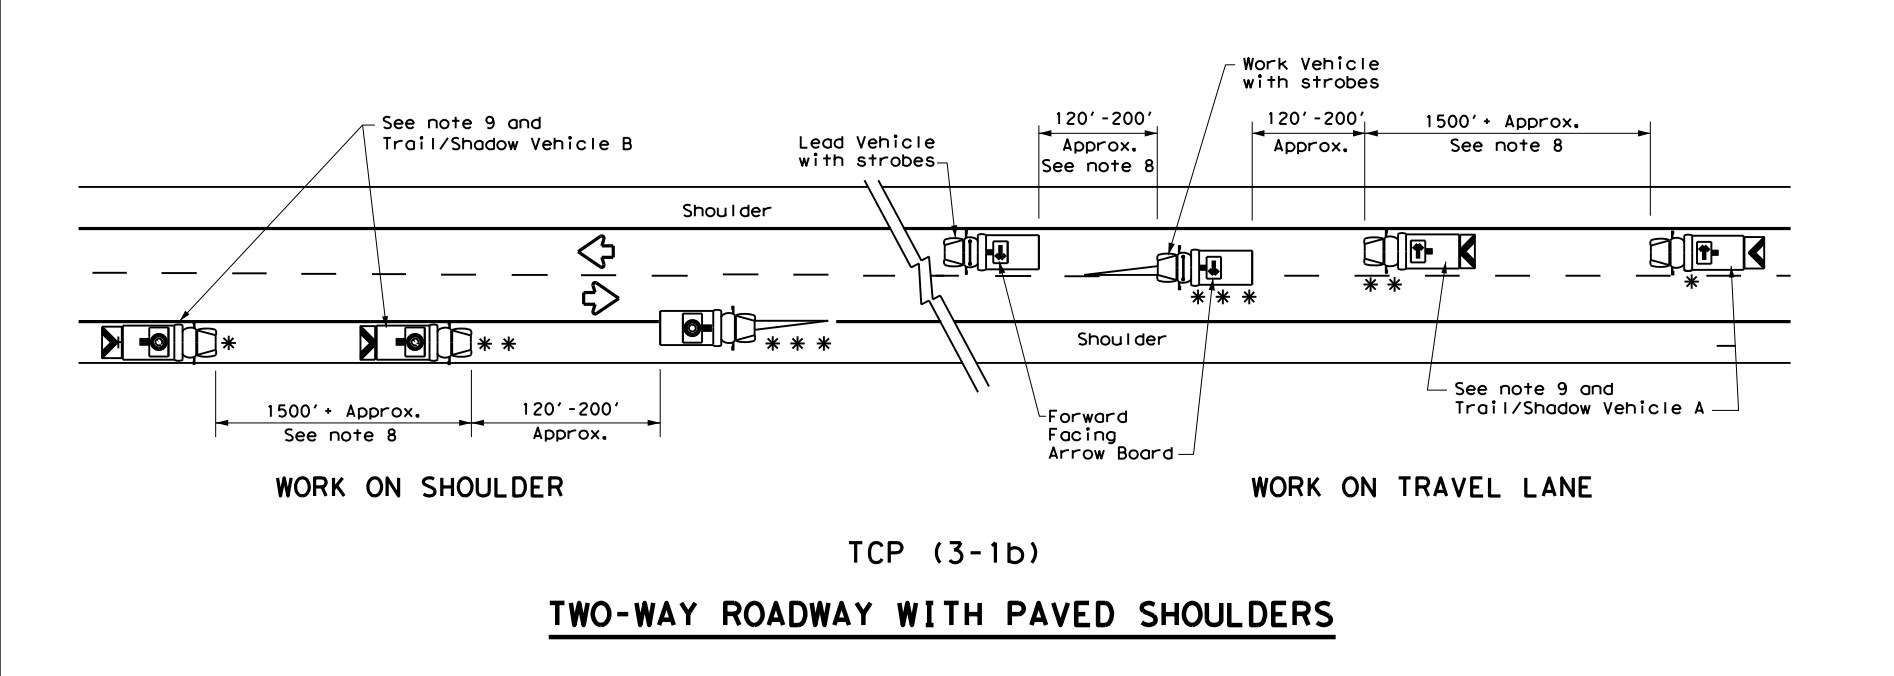 Work Vehicle
with strobes
See note 9 and
Trail/Shadow Vehicle B
Lead Vehicle
with strobes
120'-200'
Approx.
See note 8
120'-200'
Approx.
1500'+ Approx.
See note 8
Shoulder
*
* *
* * *
* * *
* *
*
Shoulder
1500'+ Approx.
See note 8
120'-200'
Approx.
Forward
Facing
Arrow Board
See note 9 and
Trail/Shadow Vehicle A
WORK ON SHOULDER
WORK ON TRAVEL LANE
TCP (3-1b)
TWO-WAY ROADWAY WITH PAVED SHOULDERS